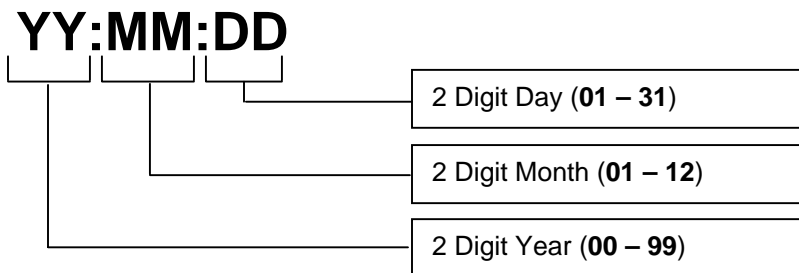 YY:MM:DD
2 Digit Day (01 – 31)
2 Digit Month (01 – 12)
2 Digit Year (00 – 99)